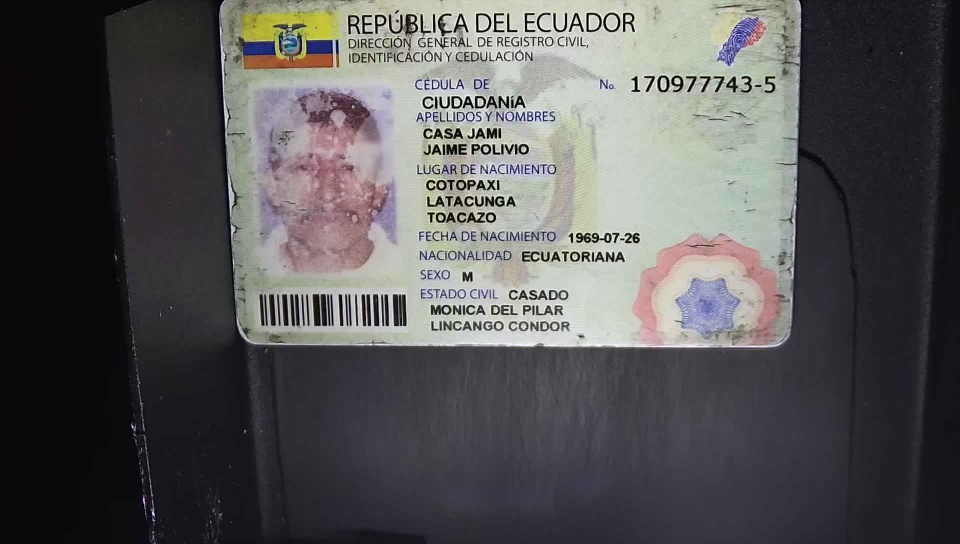 REPÚBLICA DEL ECUADOR
DIRECCIÓN GENERAL DE REGISTRO CIVIL,
IDENTIFICACIÓN Y CEDULACIÓN
CÉDULA DE No. 170977743-5
CIUDADANÍA
APELLIDOS Y NOMBRES
CASA JAMI
JAIME POLIVIO
LUGAR DE NACIMIENTO
COTOPAXI
LATACUNGA
TOACAZO
FECHA DE NACIMIENTO 1969-07-26
NACIONALIDAD ECUATORIANA
SEXO M
ESTADO CIVIL CASADO
MONICA DEL PILAR
LINCANGO CONDOR